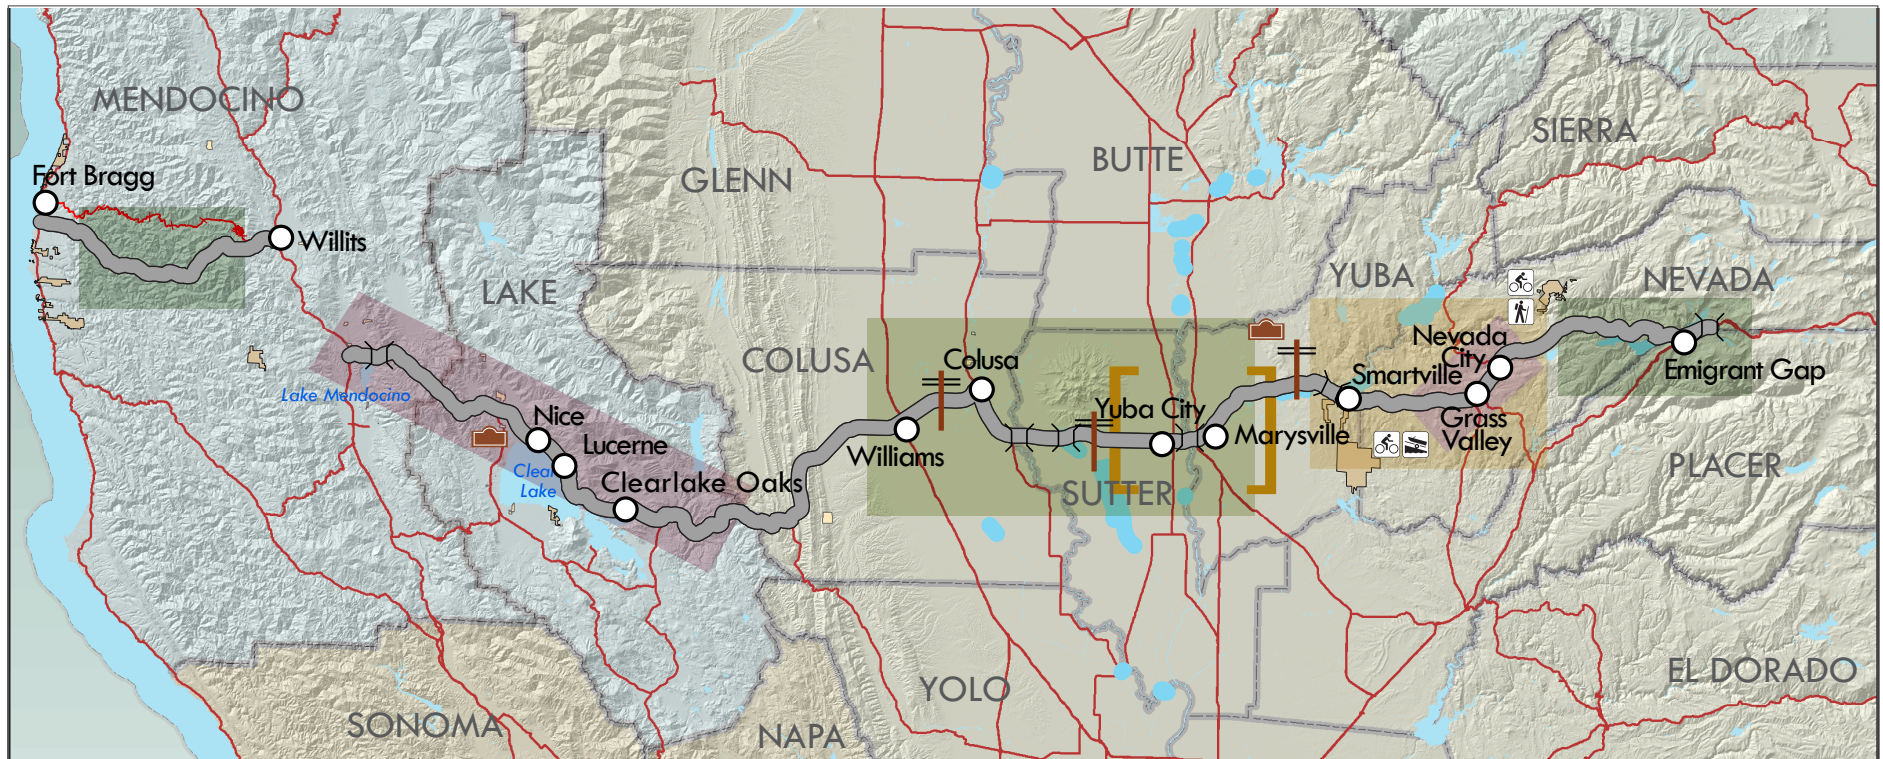 MENDOCINO
SIERRA
BUTTE
Fort Bragg
GLENN
Willits
YUBA
NEVADA
LAKE
Nevada
City
COLUSA
Colusa
Smartville
Emigrant Gap
Lake Mendocino
Nice
Yuba City
Grass
Valley
Lucerne
Marysville
Williams
Clear
Lake
Clearlake Oaks
SUTTER
PLACER
EL DORADO
YOLO
SONOMA
NAPA